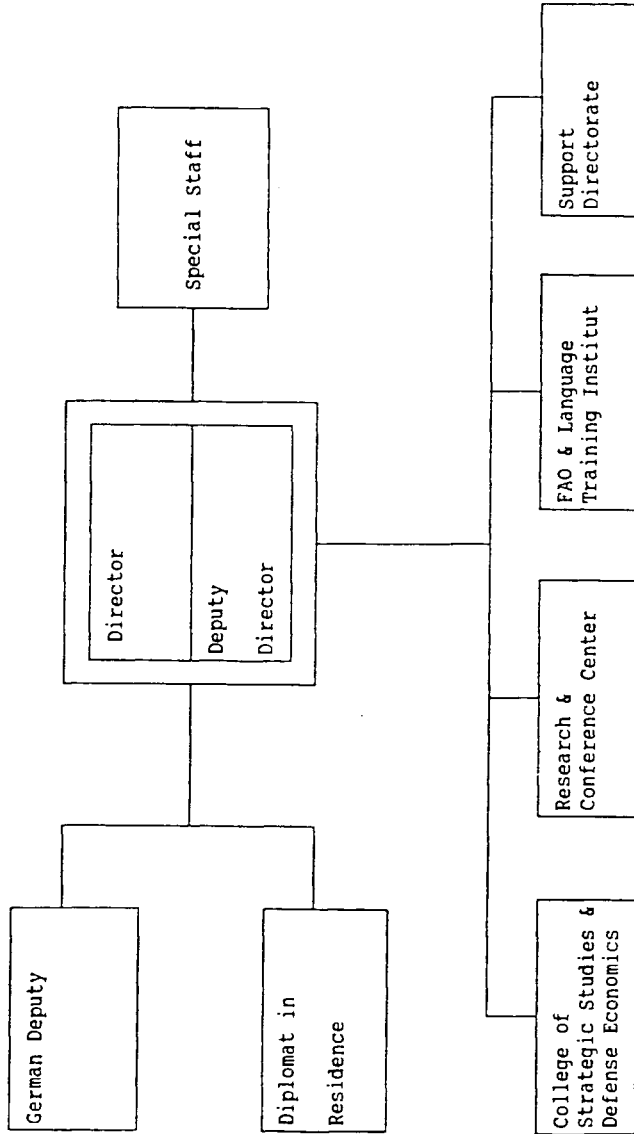 German Deputy
Diplomat in
Residence
Director
Deputy
Director
Special Staff
College of
Strategic Studies &
Defense Economics
Research &
Conference Center
FAO & Language
Training Institut
Support
Directorate